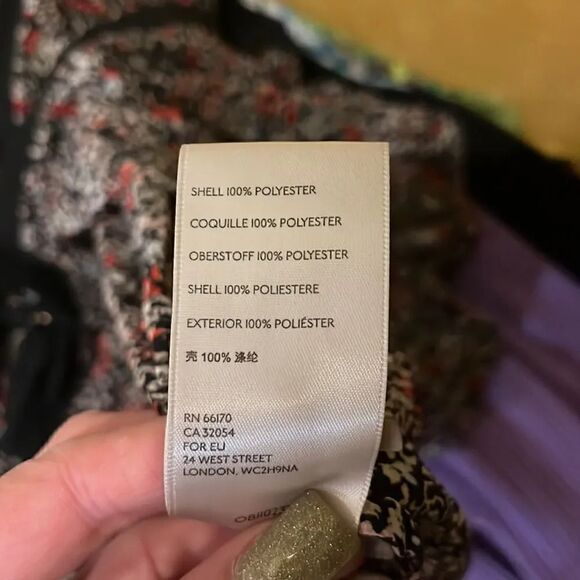 SHELL 100% POLYESTER
COQUILLE 100% POLYESTER
OBERSTOFF 100% POLYESTER
SHELL 100% POLIESTERE
EXTERIOR 100% POLIÉSTER
壳 100% 涤纶
RN 66170
CA 32054
FOR EU
24 WEST STREET
LONDON, WC2H9NA